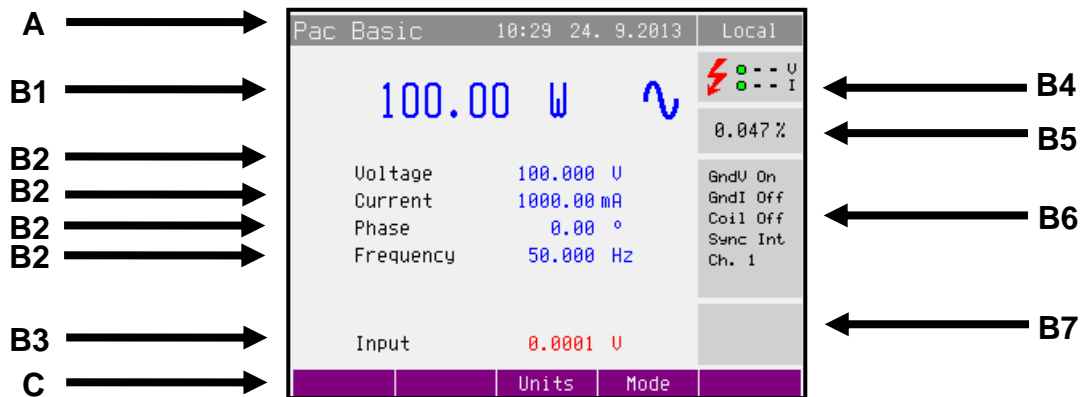 A
Pac Basic 10:29 24. 9.2013 Local
B1
100.00 W
-- V
-- I
B4
0.047 %
B5
B2
Voltage 100.000 V
B2
Current 1000.00 mA
B2
Phase 0.00 °
B2
Frequency 50.000 Hz
GndV On
GndI Off
Coil Off
Sync Int
Ch. 1
B6
B3
Input 0.0001 V
B7
C
Units Mode